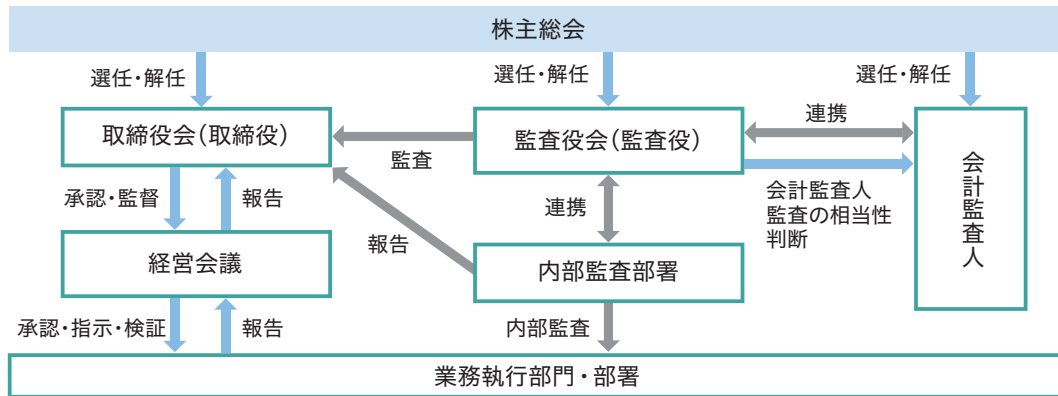 株主総会
選任・解任
選任・解任
選任・解任
取締役会(取締役)
監査役会(監査役)
連携
会計監査人
監査
会計監査人
監査の相当性
判断
承認・監督
報告
連携
報告
経営会議
内部監査部署
承認・指示・検証
報告
内部監査
業務執行部門・部署